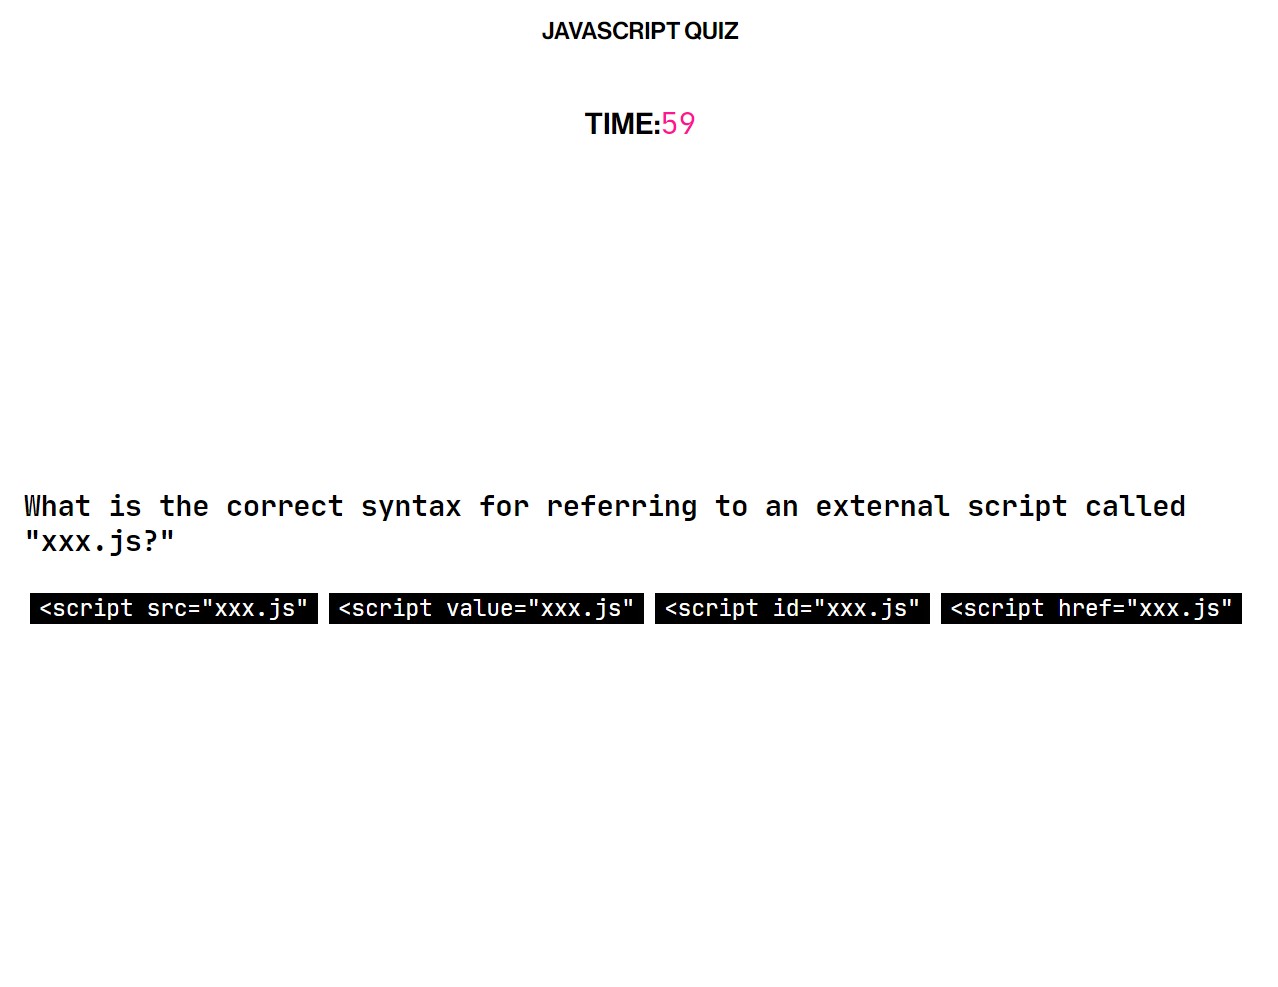 JAVASCRIPT QUIZ
TIME:59
What is the correct syntax for referring to an external script called
"xxx.js?"
<script src="xxx.js" <script value="xxx.js" <script id="xxx.js" <script href="xxx.js"